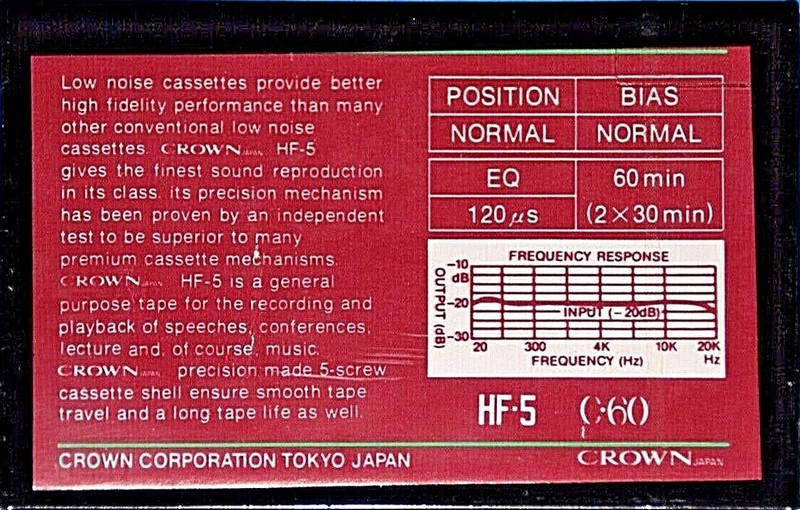 Low noise cassettes provide better
high fidelity performance than many
other conventional low noise
cassettes. CROWN JAPAN HF-5
gives the finest sound reproduction
in its class. its precision mechanism
has been proven by an independent
test to be superior to many
premium cassette mechanisms.
CROWN JAPAN HF-5 is a general
purpose tape for the recording and
playback of speeches, conferences,
lecture and, of course, music.
CROWN JAPAN precision made 5-screw
cassette shell ensure smooth tape
travel and a long tape life as well.
POSITION BIAS
NORMAL NORMAL
EQ 60 min
120 μs (2 × 30 min)
FREQUENCY RESPONSE
OUTPUT (dB)
-10
dB
-20
-30
INPUT (-20dB)
20 300 4K 10K 20K
FREQUENCY (Hz) Hz
HF-5 C-60
CROWN CORPORATION TOKYO JAPAN CROWN JAPAN